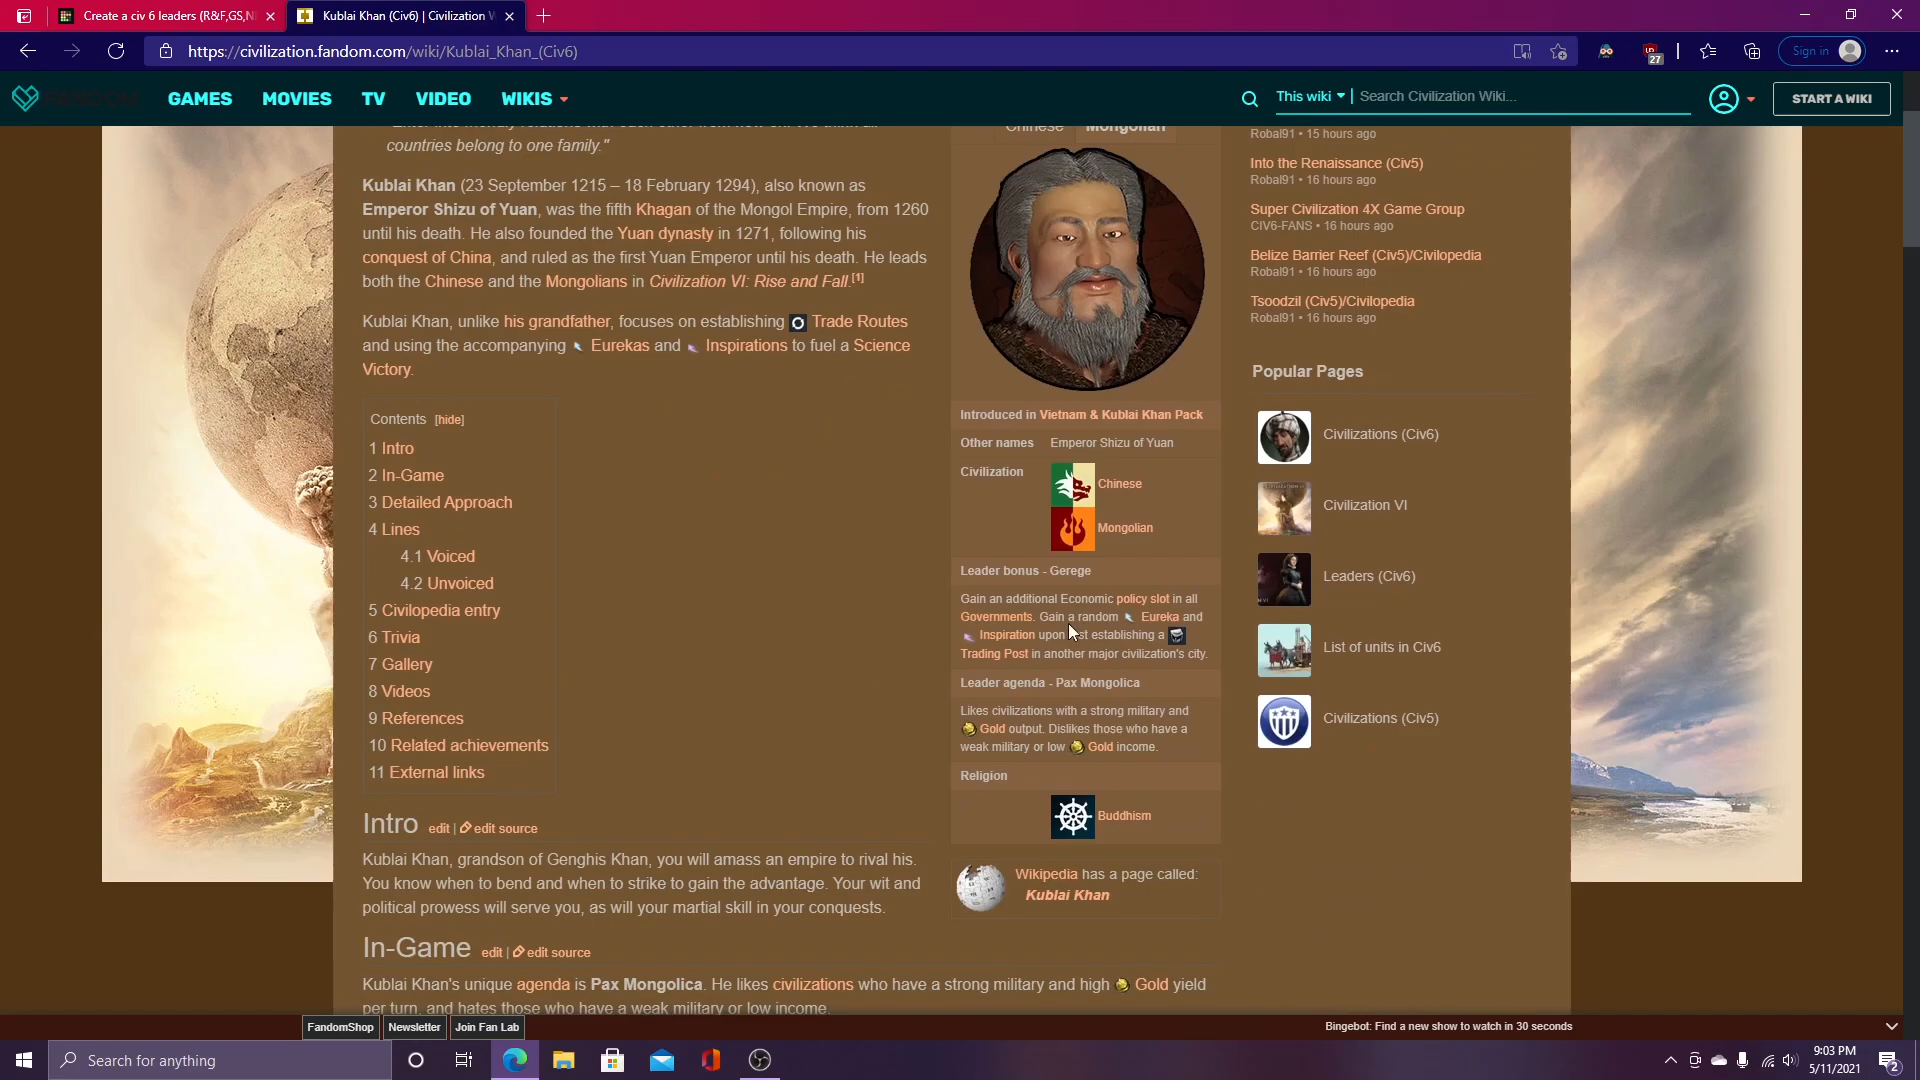 Create a civ 6 leaders (R&F,GS,N
Kublai Khan (Civ6) | Civilization
https://civilization.fandom.com/wiki/Kublai_Khan_(Civ6)
27
Sign in
GAMES
MOVIES
TV
VIDEO
WIKIS
This wiki
Search Civilization Wiki...
START A WIKI
countries belong to one family."
Kublai Khan (23 September 1215 – 18 February 1294), also known as
Emperor Shizu of Yuan, was the fifth Khagan of the Mongol Empire, from 1260
until his death. He also founded the Yuan dynasty in 1271, following his
conquest of China, and ruled as the first Yuan Emperor until his death. He leads
both the Chinese and the Mongolians in Civilization VI: Rise and Fall.[1]
Kublai Khan, unlike his grandfather, focuses on establishing Trade Routes
and using the accompanying Eurekas and Inspirations to fuel a Science
Victory.
Contents [hide]
1 Intro
2 In-Game
3 Detailed Approach
4 Lines
4.1 Voiced
4.2 Unvoiced
5 Civilopedia entry
6 Trivia
7 Gallery
8 Videos
9 References
10 Related achievements
11 External links
Intro edit | edit source
Kublai Khan, grandson of Genghis Khan, you will amass an empire to rival his.
You know when to bend and when to strike to gain the advantage. Your wit and
political prowess will serve you, as will your martial skill in your conquests.
In-Game edit | edit source
Kublai Khan's unique agenda is Pax Mongolica. He likes civilizations who have a strong military and high Gold yield
per turn, and hates those who have a weak military or low income.
Chinese Mongolian
Introduced in Vietnam & Kublai Khan Pack
Other names Emperor Shizu of Yuan
Civilization
Chinese
Mongolian
Leader bonus - Gerege
Gain an additional Economic policy slot in all
Governments. Gain a random Eureka and
Inspiration upon establishing a
Trading Post in another major civilization's city.
Leader agenda - Pax Mongolica
Likes civilizations with a strong military and
Gold output. Dislikes those who have a
weak military or low Gold income.
Religion
Buddhism
Wikipedia has a page called:
Kublai Khan
Robal91 • 15 hours ago
Into the Renaissance (Civ5)
Robal91 • 16 hours ago
Super Civilization 4X Game Group
CIV6-FANS • 16 hours ago
Belize Barrier Reef (Civ5)/Civilopedia
Robal91 • 16 hours ago
Tsoodzil (Civ5)/Civilopedia
Robal91 • 16 hours ago
Popular Pages
Civilizations (Civ6)
Civilization VI
Leaders (Civ6)
List of units in Civ6
Civilizations (Civ5)
FandomShop
Newsletter
Join Fan Lab
Bingebot: Find a new show to watch in 30 seconds
Search for anything
9:03 PM
5/11/2021
2